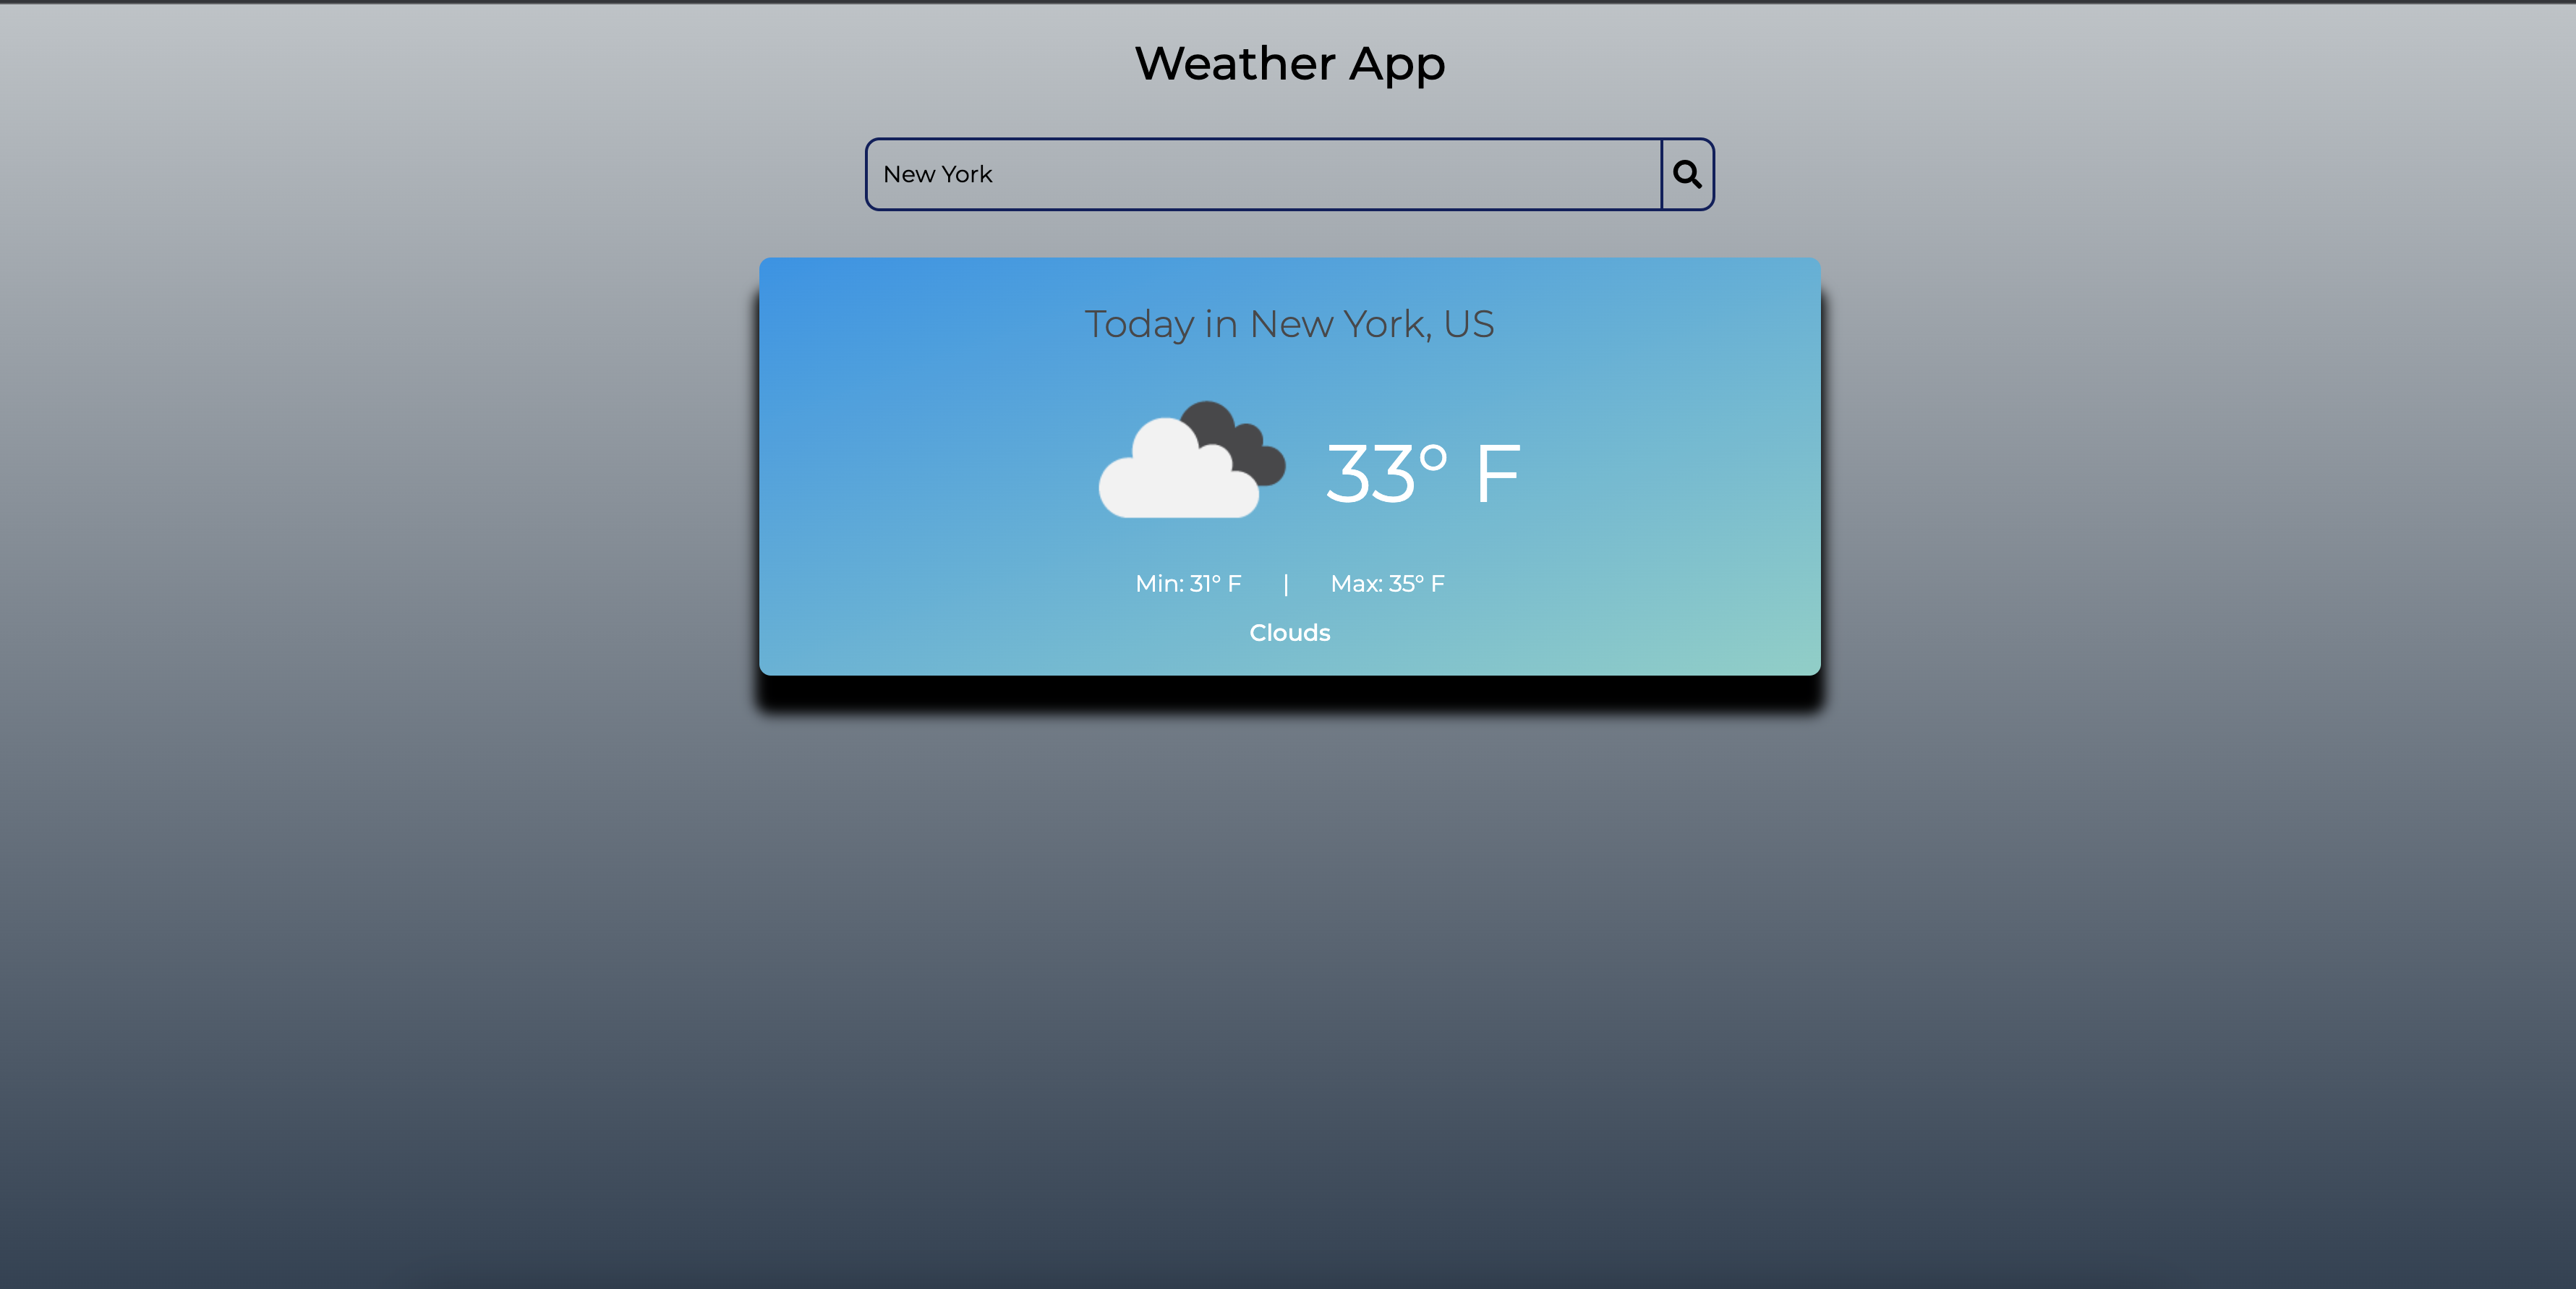 Weather App
New York
Today in New York, US
33° F
Min: 31° F | Max: 35° F
Clouds